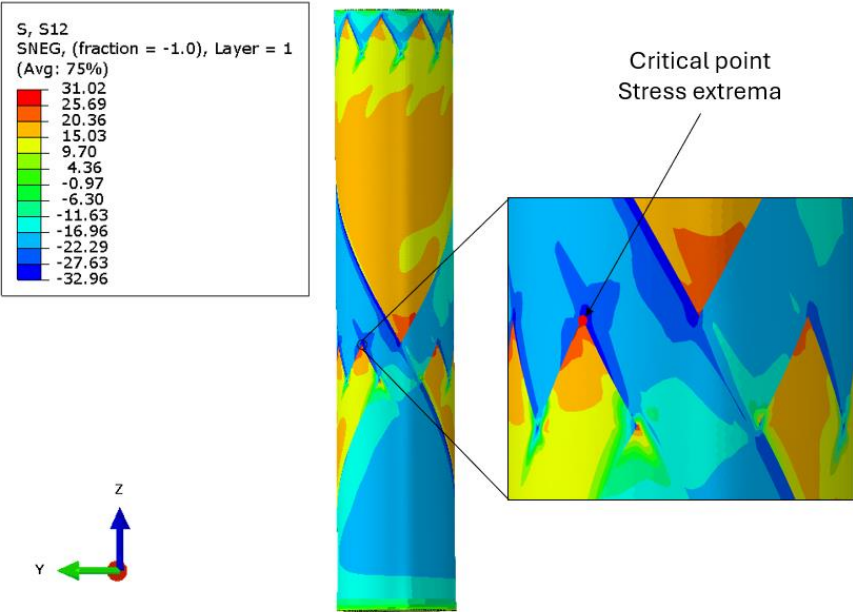 S, S12
SNEG, (fraction = -1.0), Layer = 1
(Avg: 75%)
31.02
25.69
20.36
15.03
9.70
4.36
-0.97
-6.30
-11.63
-16.96
-22.29
-27.63
-32.96
Critical point
Stress extrema
Z
Y